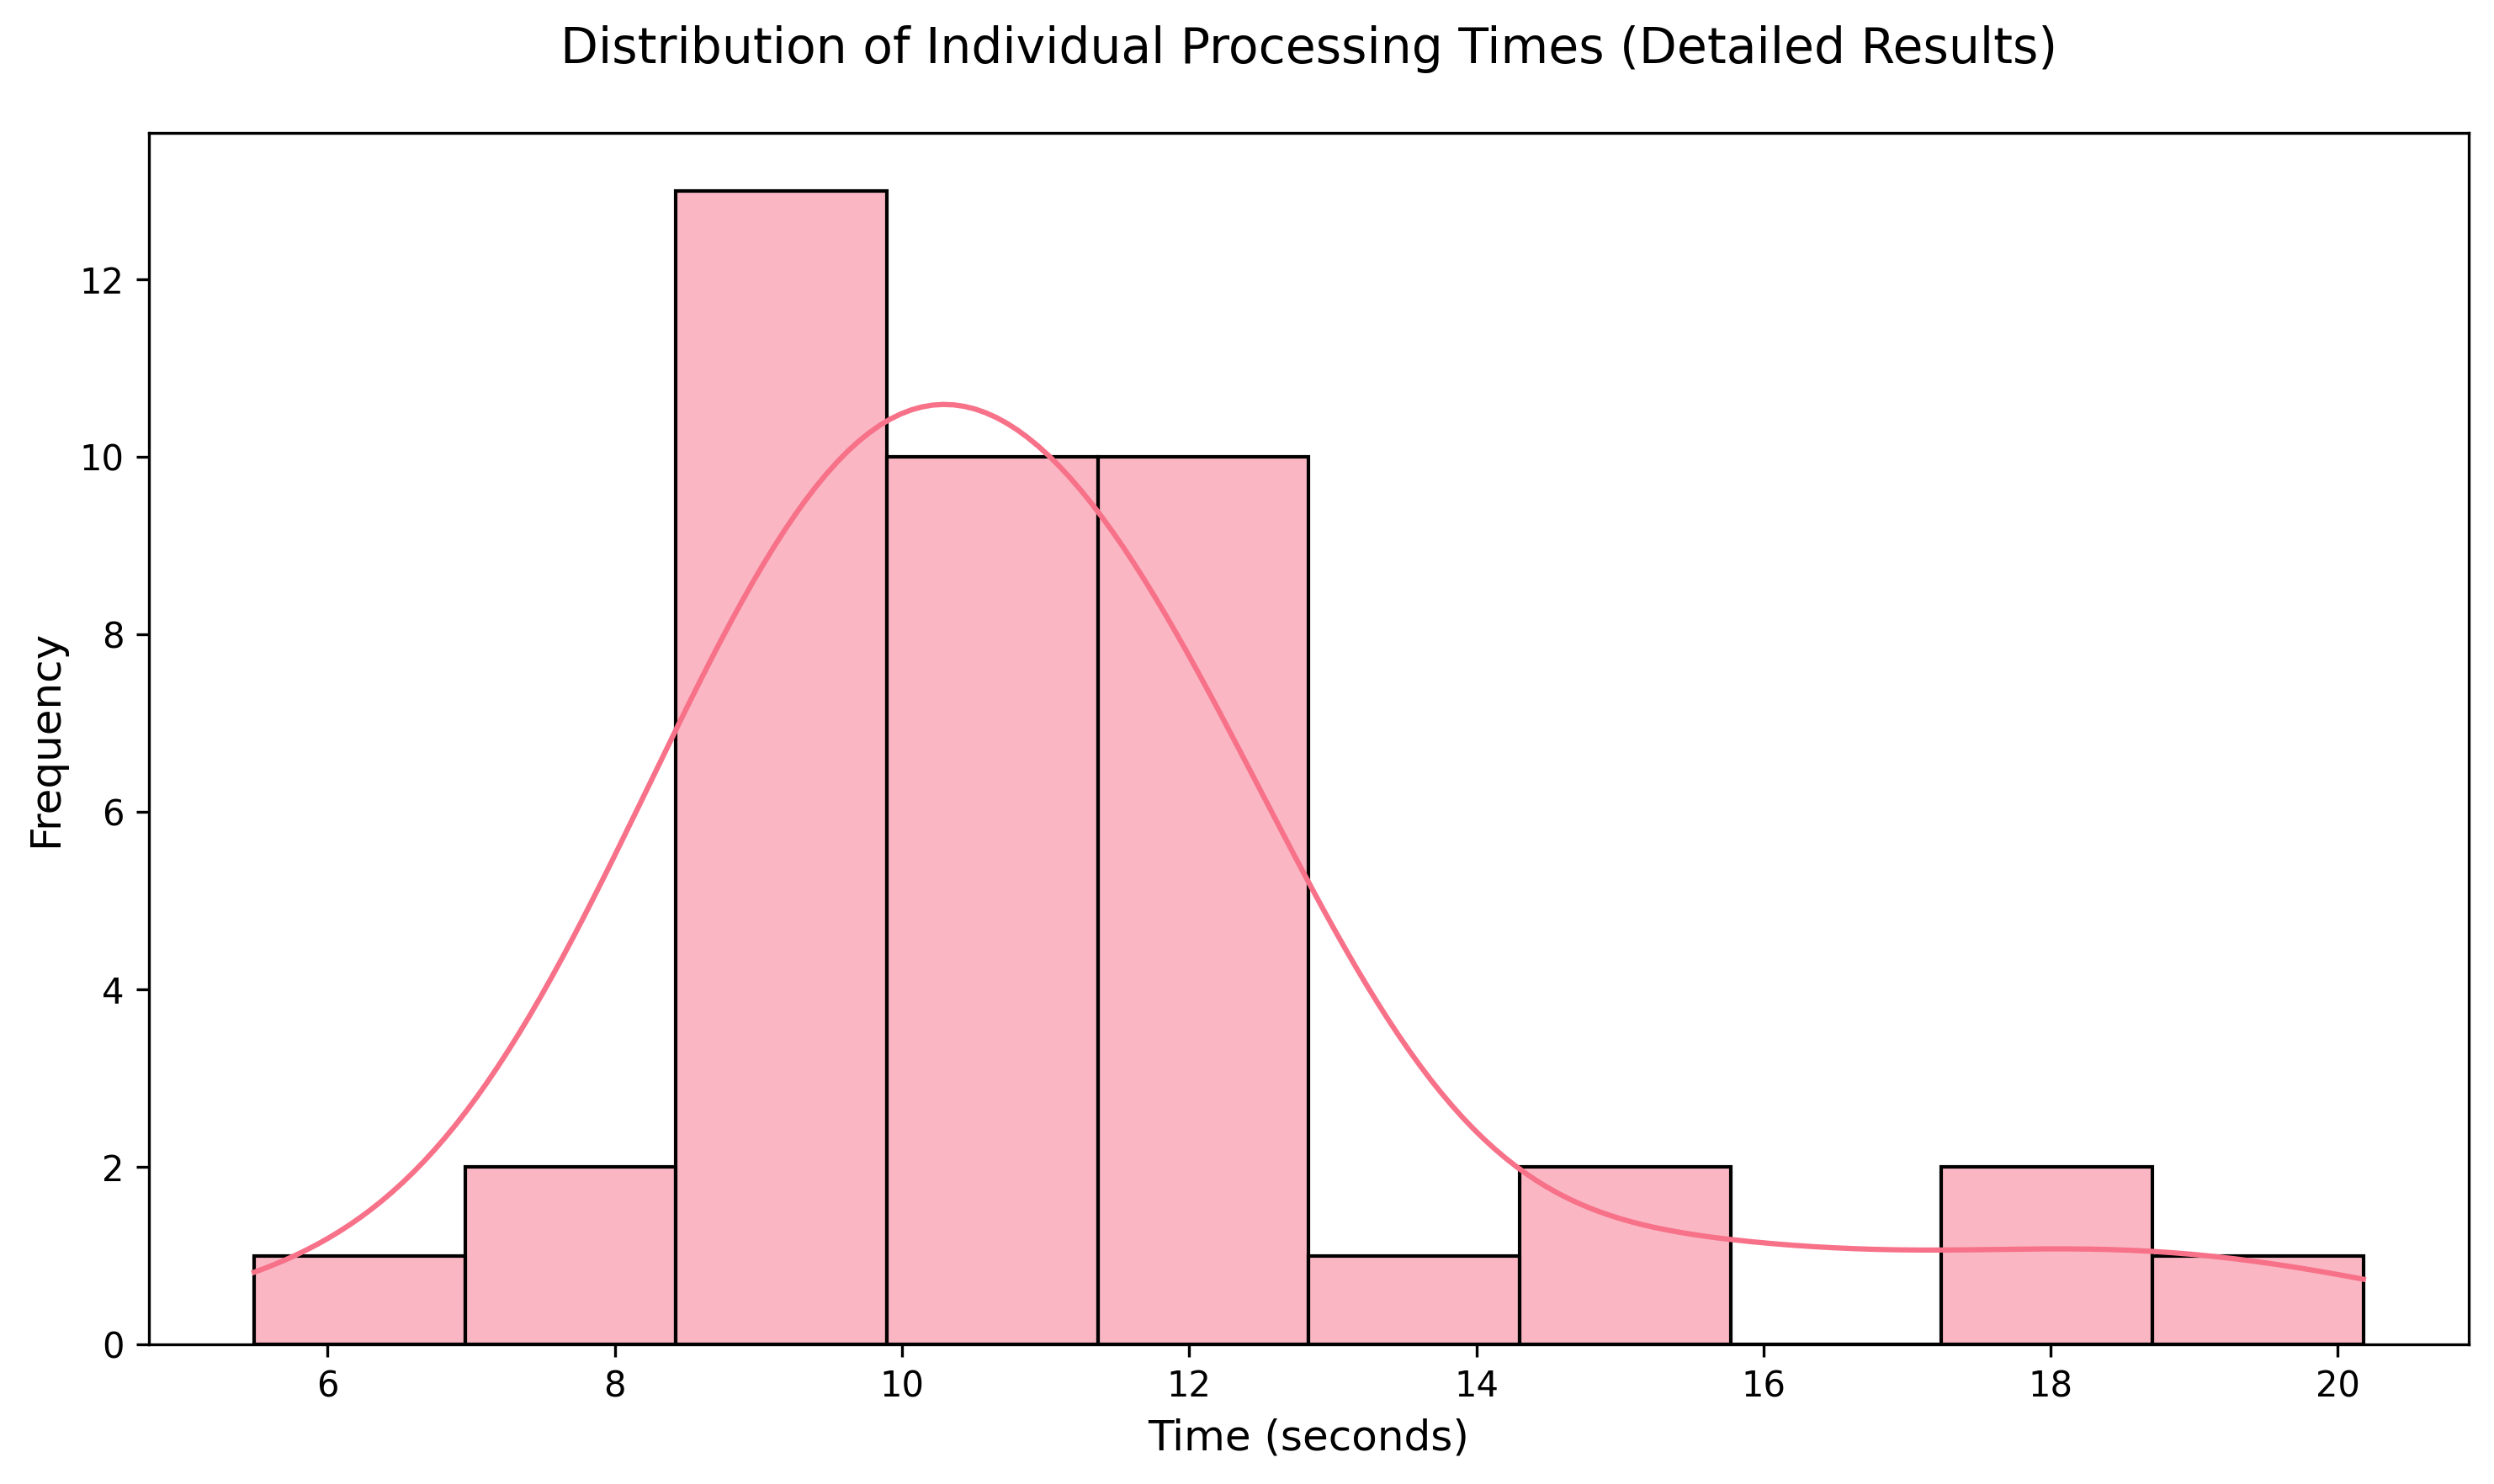 Distribution of Individual Processing Times (Detailed Results)
Frequency
12
10
8
6
4
2
0
6 8 10 12 14 16 18 20
Time (seconds)